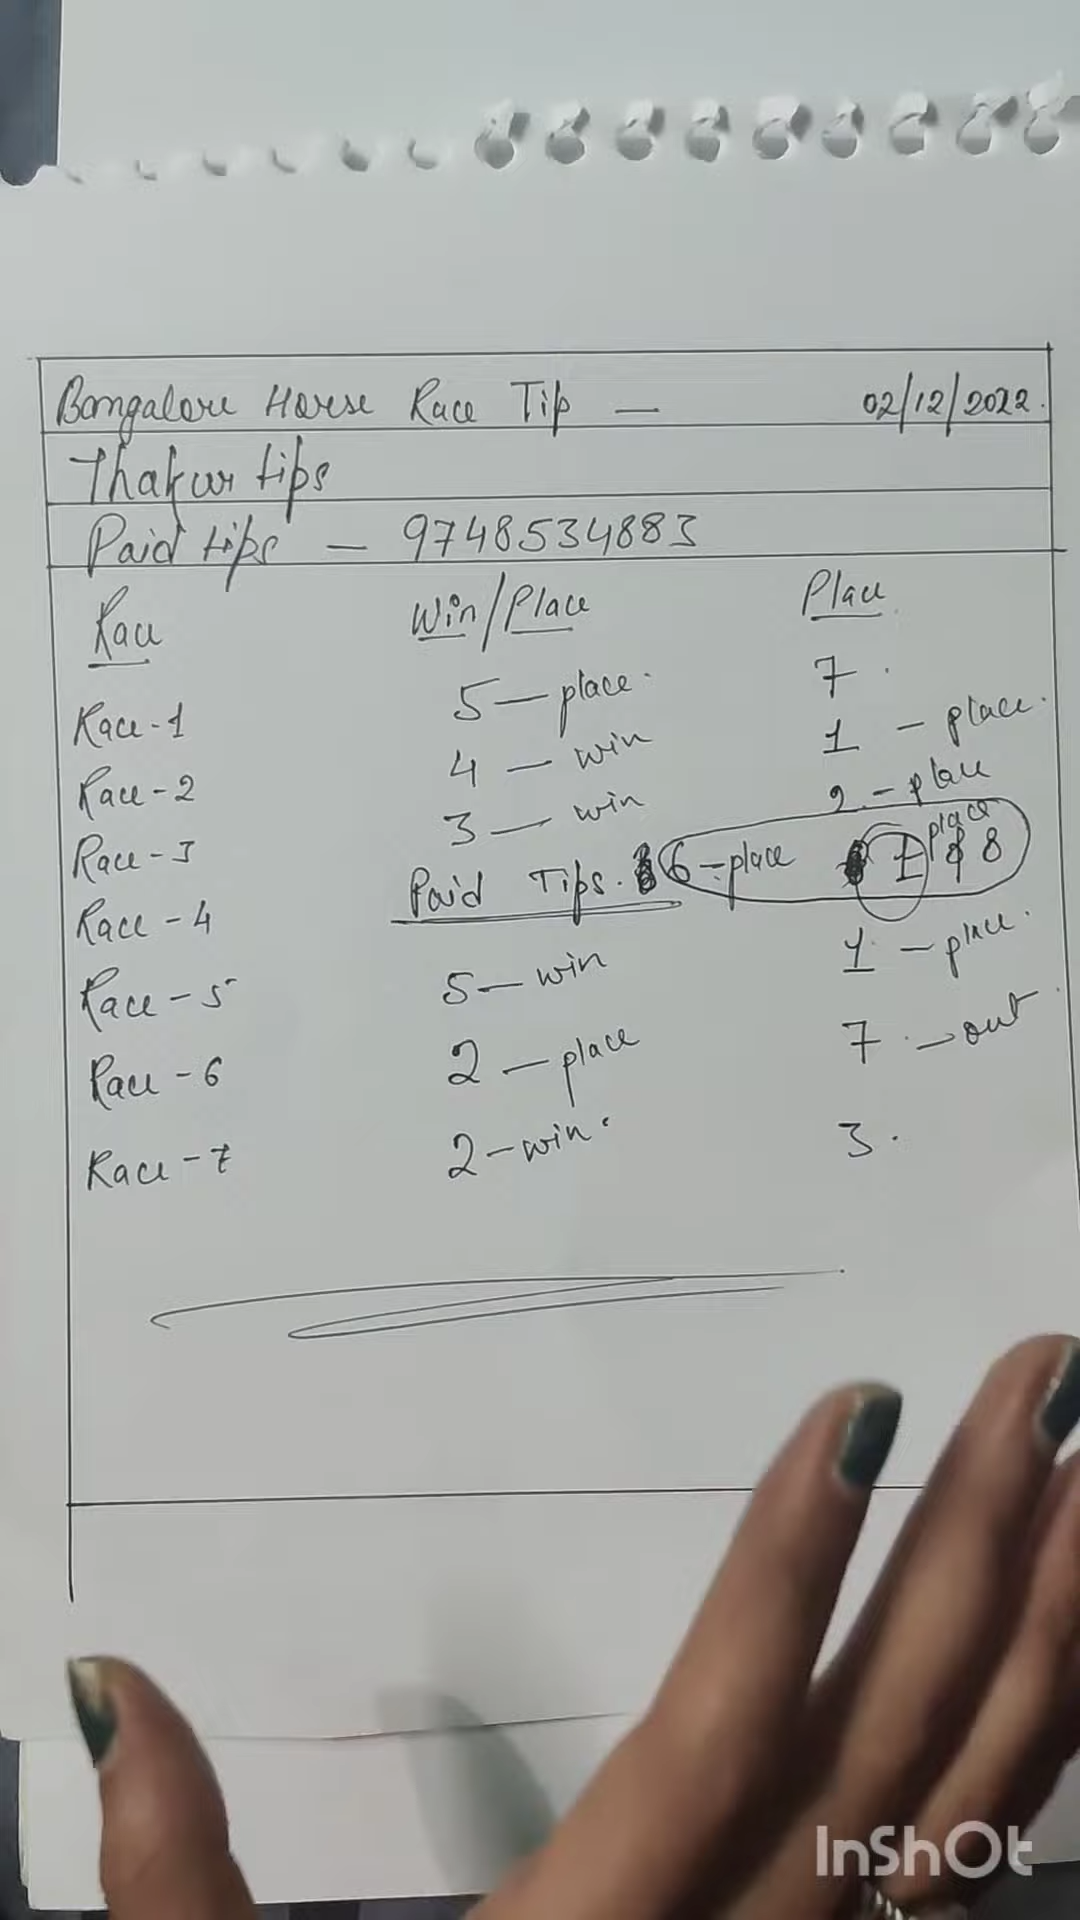 Bangalore Horse Race Tip — 02/12/2022.
Thakur tips
Paid tips — 9748534883
Race Win/Place Place
Race-1 5—place. 7.
Race-2 4 — win 1 — place.
Race-3 3 — win 2 - place
Race-4 Paid Tips. 6-place 1 place & 8
Race-5 5—win 1 - place.
Race-6 2 — place 7 - out
Race-7 2-win. 3.
InShOt